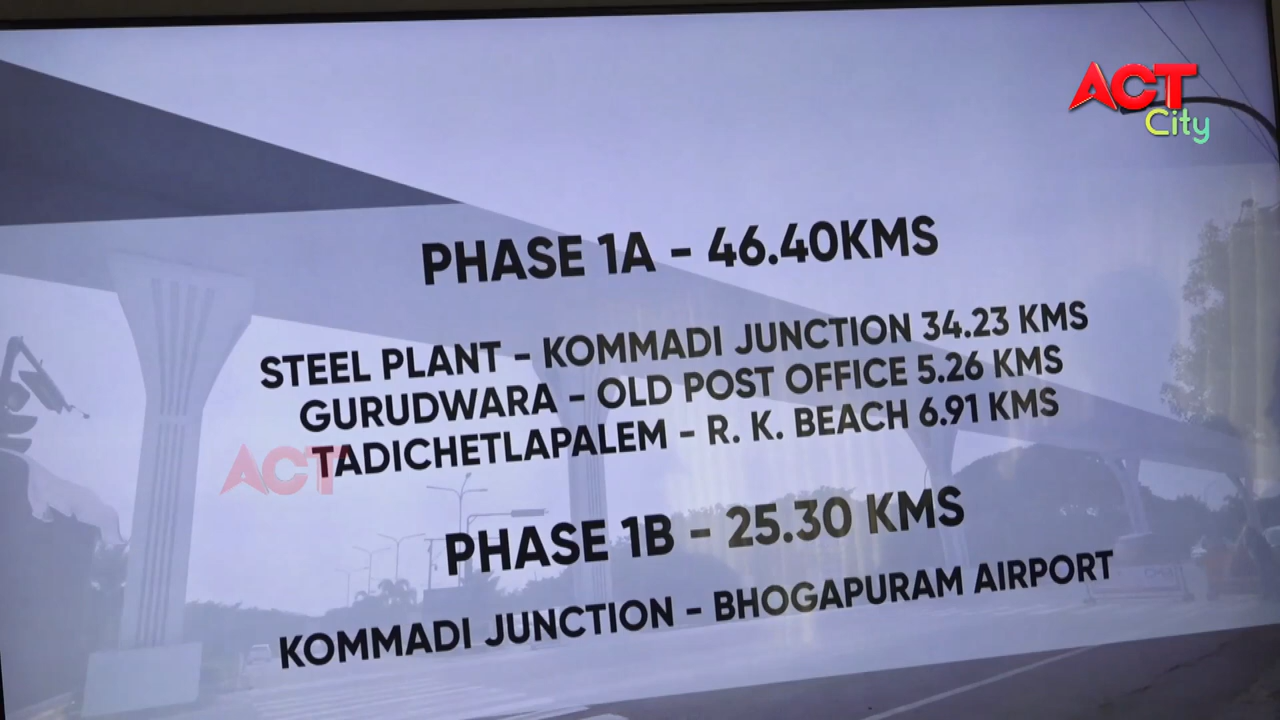 ACT
City
PHASE 1A - 46.40KMS
STEEL PLANT - KOMMADI JUNCTION 34.23 KMS
GURUDWARA - OLD POST OFFICE 5.26 KMS
TADICHETLAPALEM - R. K. BEACH 6.91 KMS
ACT
PHASE 1B - 25.30 KMS
KOMMADI JUNCTION - BHOGAPURAM AIRPORT